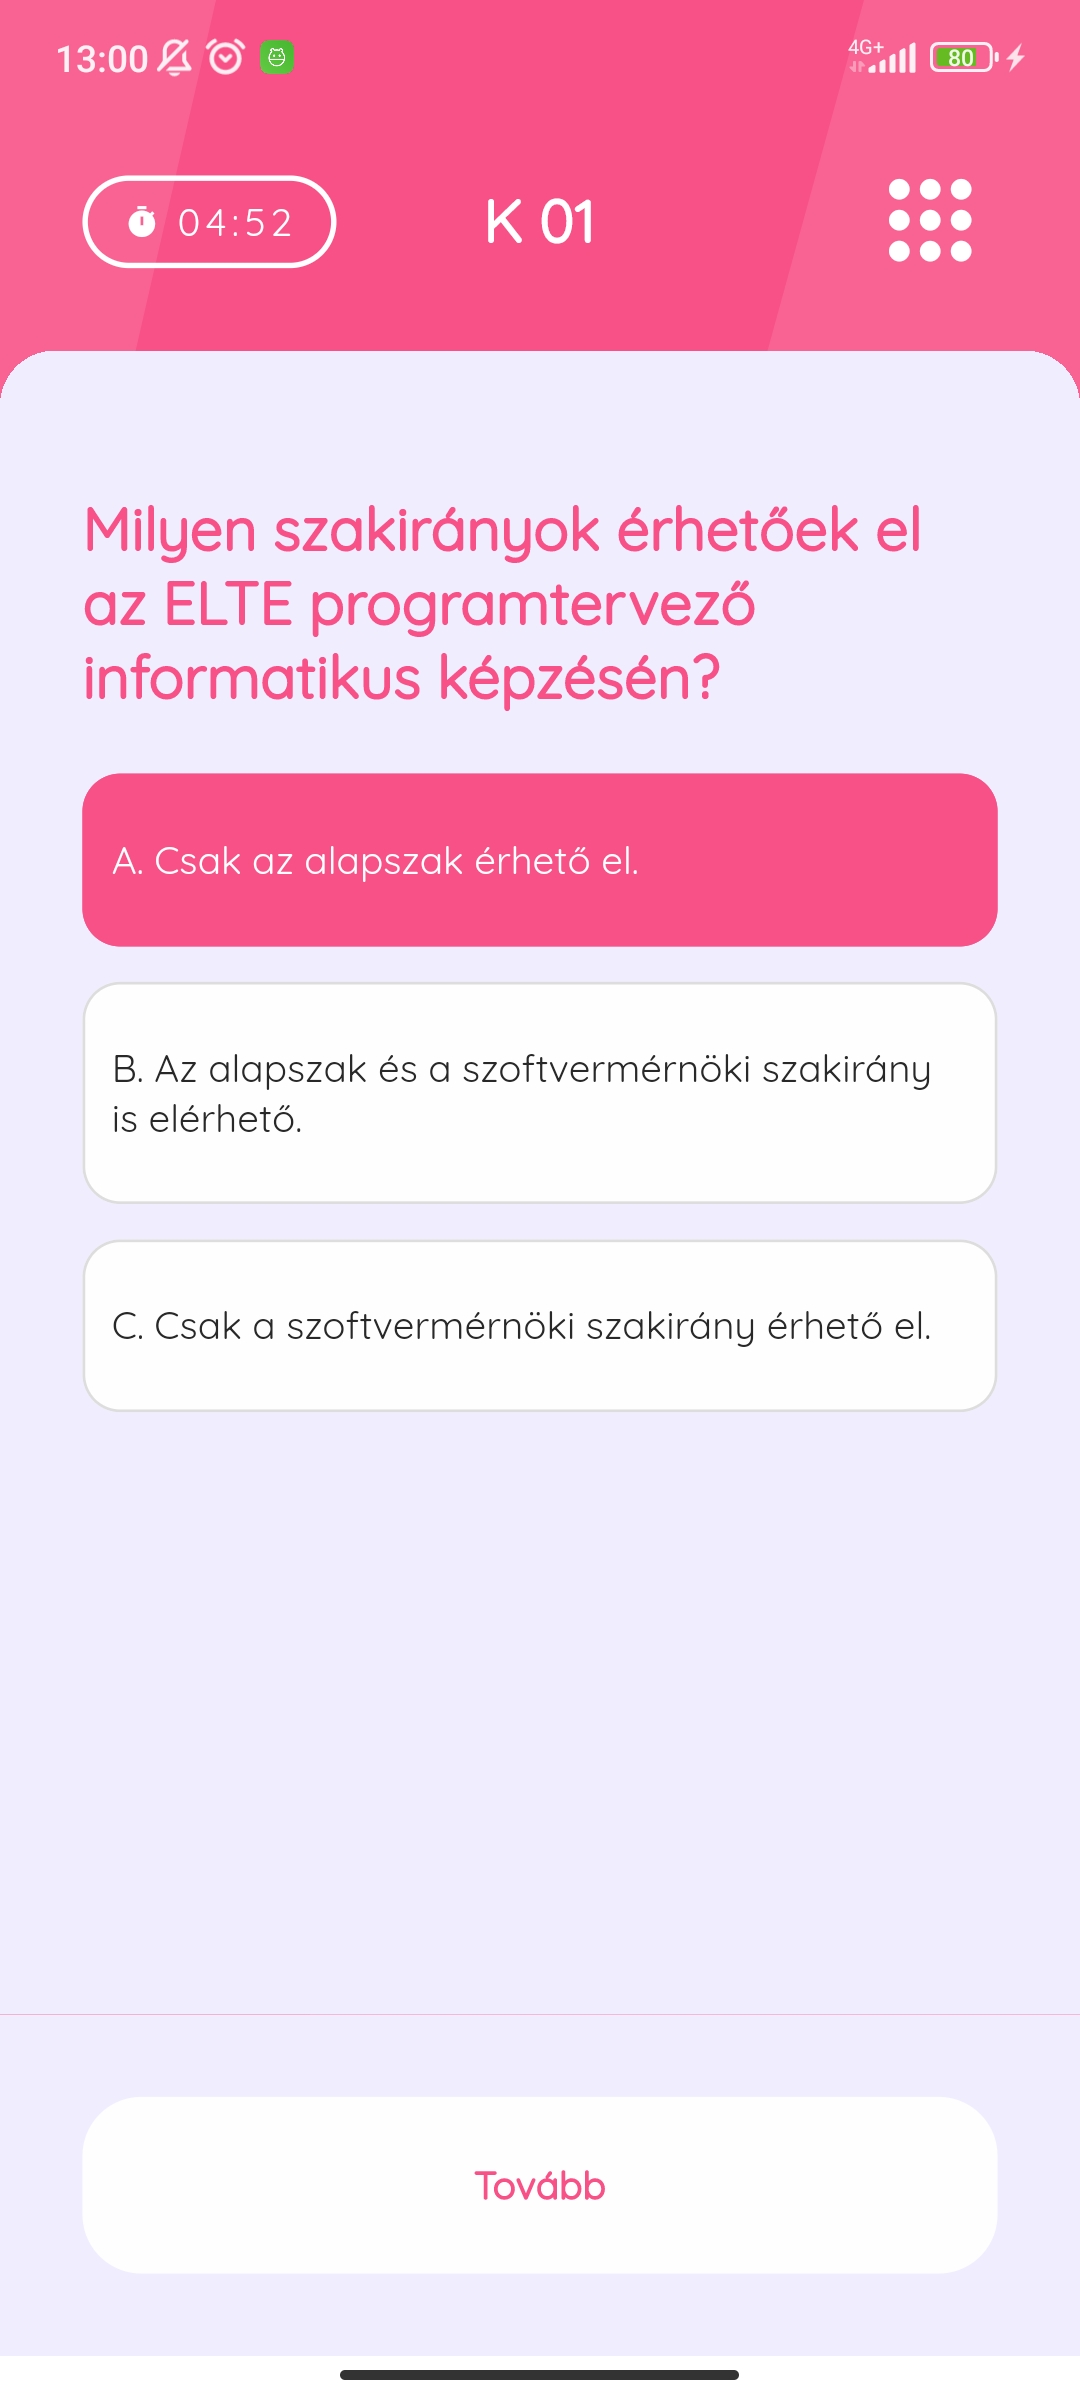 13:00
4G+
80
04:52
K 01
Milyen szakirányok érhetőek el
az ELTE programtervező
informatikus képzésén?
A. Csak az alapszak érhető el.
B. Az alapszak és a szoftvermérnöki szakirány
is elérhető.
C. Csak a szoftvermérnöki szakirány érhető el.
Tovább